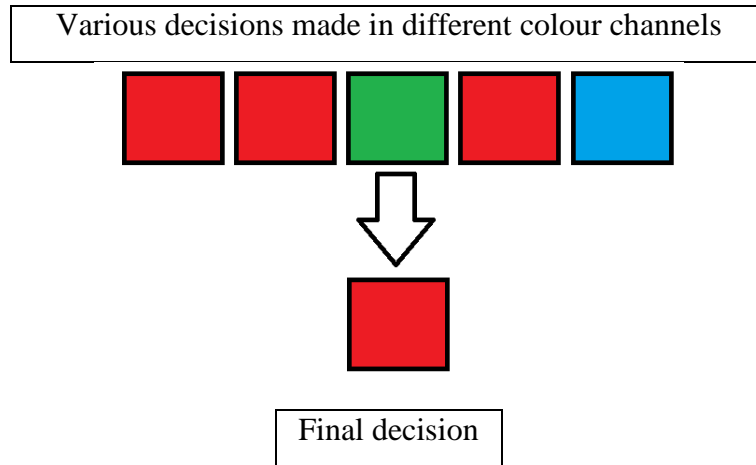 Various decisions made in different colour channels
Final decision